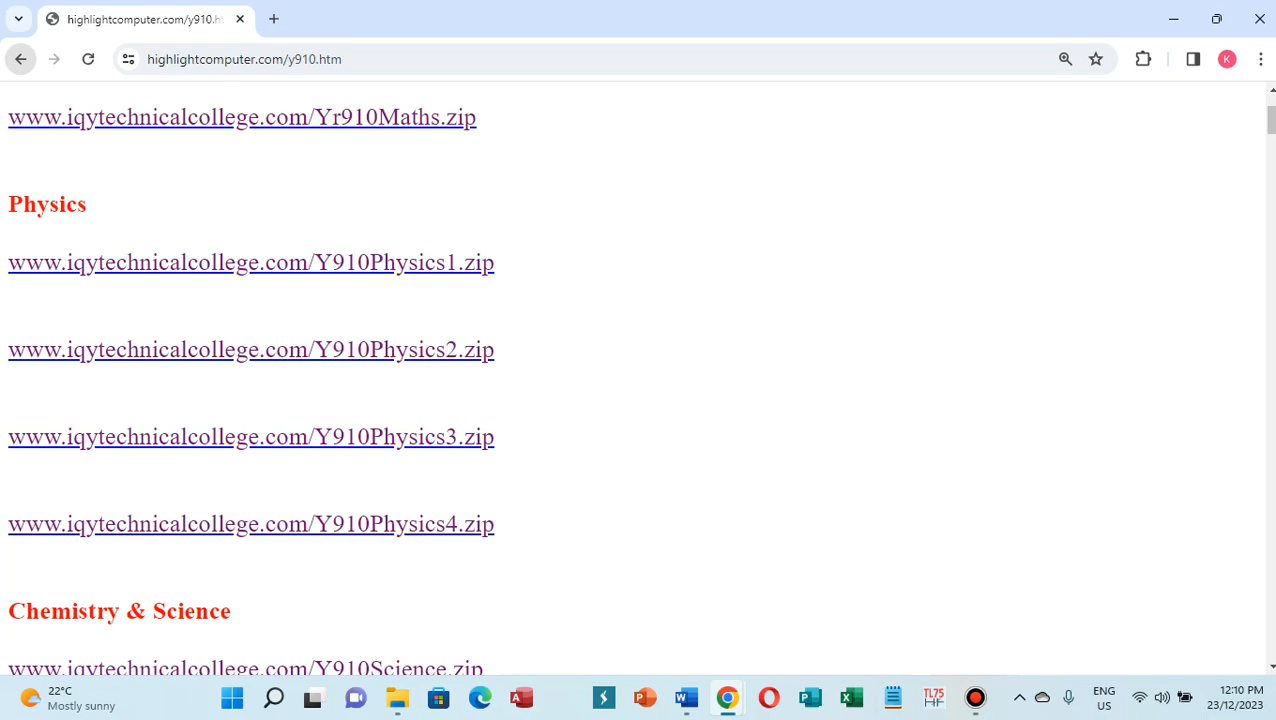 highlightcomputer.com/y910.h
highlightcomputer.com/y910.htm
K
www.iqytechnicalcollege.com/Yr910Maths.zip
Physics
www.iqytechnicalcollege.com/Y910Physics1.zip
www.iqytechnicalcollege.com/Y910Physics2.zip
www.iqytechnicalcollege.com/Y910Physics3.zip
www.iqytechnicalcollege.com/Y910Physics4.zip
Chemistry & Science
www.iqytechnicalcollege.com/Y910Science.zip
22°C
Mostly sunny
TL75
ENG
US
12:10 PM
23/12/2023